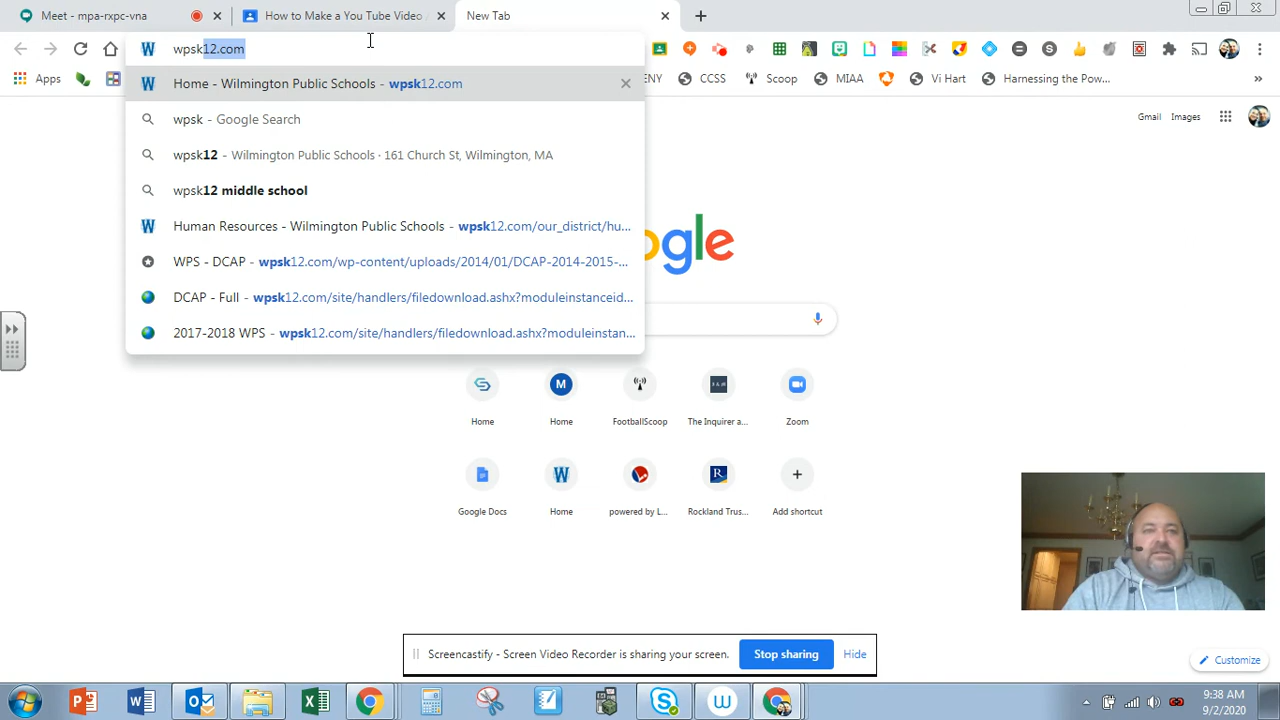 Meet - mpa-rxpc-vna
How to Make a You Tube Video
New Tab
wpsk12.com
ENY
CCSS
Scoop
MIAA
Vi Hart
Harnessing the Pow...
»
Apps
Home - Wilmington Public Schools - wpsk12.com
wpsk - Google Search
wpsk12 - Wilmington Public Schools · 161 Church St, Wilmington, MA
wpsk12 middle school
Human Resources - Wilmington Public Schools - wpsk12.com/our_district/hu...
WPS - DCAP - wpsk12.com/wp-content/uploads/2014/01/DCAP-2014-2015-...
DCAP - Full - wpsk12.com/site/handlers/filedownload.ashx?moduleinstanceid...
2017-2018 WPS - wpsk12.com/site/handlers/filedownload.ashx?moduleinstan...
Gmail Images
ogle
Home
M
Home
FootballScoop
The Inquirer a...
Zoom
Google Docs
W
Home
powered by L...
R
Rockland Trus...
Add shortcut
Screencastify - Screen Video Recorder is sharing your screen.
Stop sharing
Hide
Customize
9:38 AM
9/2/2020